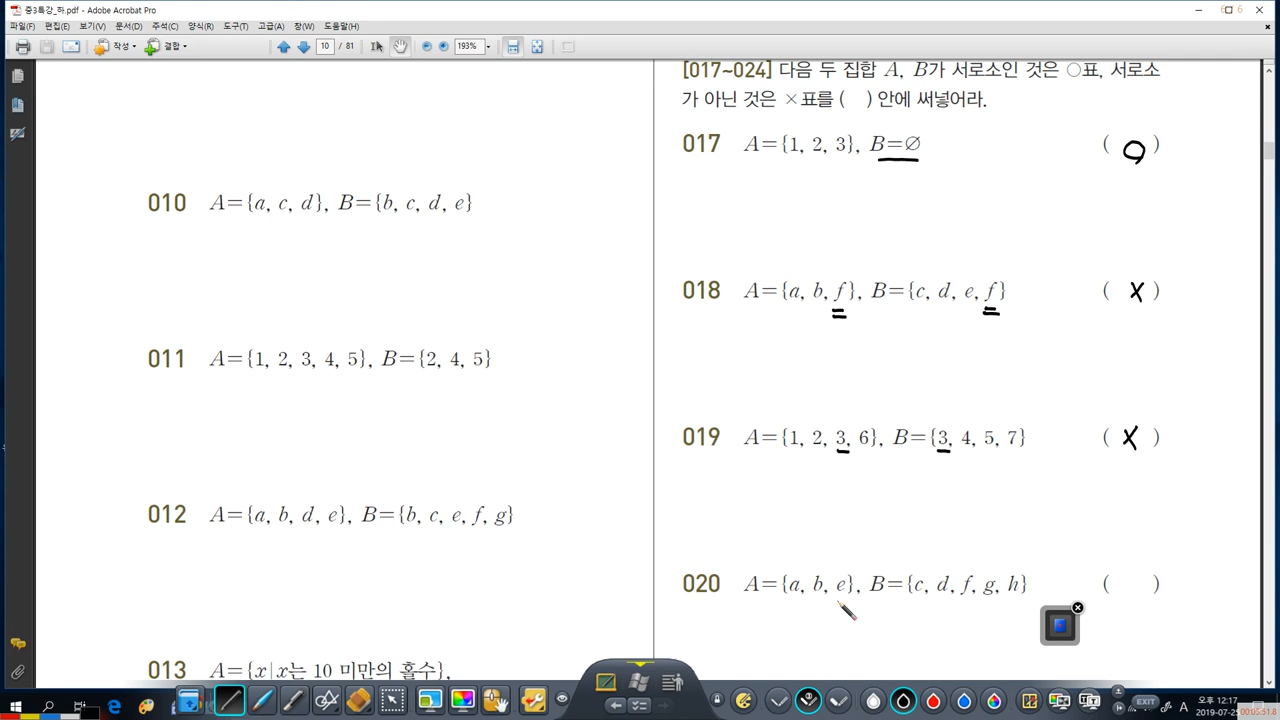 중3특강_하.pdf - Adobe Acrobat Pro
파일(F) 편집(E) 보기(V) 문서(D) 주석(C) 양식(R) 도구(T) 고급(A) 창(W) 도움말(H)
작성 결합 10 / 81 193%
010 A={a, c, d}, B={b, c, d, e}
011 A={1, 2, 3, 4, 5}, B={2, 4, 5}
012 A={a, b, d, e}, B={b, c, e, f, g}
013 A={x|x는 10 미만의 홀수},
[017~024] 다음 두 집합 A, B가 서로소인 것은 ○표, 서로소
가 아닌 것은 ×표를 ( ) 안에 써넣어라.
017 A={1, 2, 3}, B=∅ ( O )
018 A={a, b, f}, B={c, d, e, f} ( X )
019 A={1, 2, 3, 6}, B={3, 4, 5, 7} ( X )
020 A={a, b, e}, B={c, d, f, g, h} ( )
EXIT
A 오후 12:17